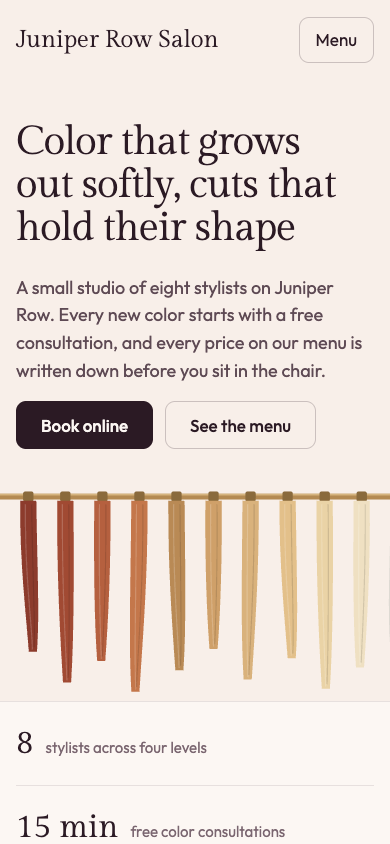 Juniper Row Salon
Menu
Color that grows
out softly, cuts that
hold their shape
A small studio of eight stylists on Juniper
Row. Every new color starts with a free
consultation, and every price on our menu is
written down before you sit in the chair.
Book online
See the menu
8 stylists across four levels
15 min free color consultations